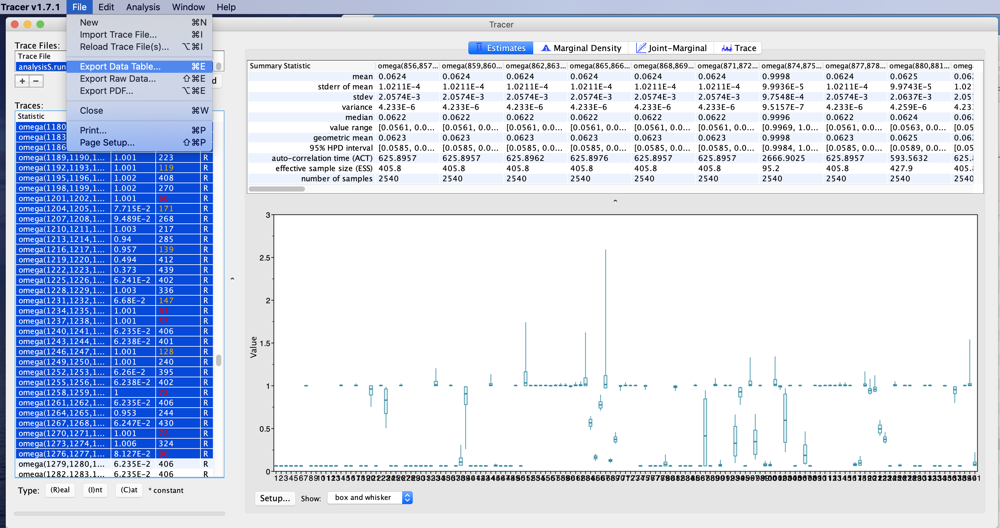 Tracer v1.7.1 File Edit Analysis Window Help
New ⌘N
Import Trace File... ⌘I
Reload Trace File(s)... ⌥⌘I
Export Data Table... ⌘E
Export Raw Data... ⇧⌘E
Export PDF... ⌥⌘E
Close ⌘W
Print... ⌘P
Page Setup... ⇧⌘P
Tracer
Trace Files:
Trace File
analysisS.run
+ −
d
Traces:
Statistic
omega(1180
omega(1183
omega(1186
omega(1189,1190,1... 1.001 223 R
omega(1192,1193,1... 1.001 119 R
omega(1195,1196,1... 1.002 408 R
omega(1198,1199,1... 1.002 270 R
omega(1201,1202,1... 1.001 60 R
omega(1204,1205,1... 7.715E-2 171 R
omega(1207,1208,1... 9.489E-2 268 R
omega(1210,1211,1... 1.003 217 R
omega(1213,1214,1... 0.94 285 R
omega(1216,1217,1... 0.957 139 R
omega(1219,1220,1... 0.494 412 R
omega(1222,1223,1... 0.373 439 R
omega(1225,1226,1... 6.241E-2 402 R
omega(1228,1229,1... 1.003 336 R
omega(1231,1232,1... 6.68E-2 147 R
omega(1234,1235,1... 1.001 61 R
omega(1237,1238,1... 1.001 57 R
omega(1240,1241,1... 6.235E-2 406 R
omega(1243,1244,1... 6.238E-2 401 R
omega(1246,1247,1... 1.001 128 R
omega(1249,1250,1... 1.001 240 R
omega(1252,1253,1... 6.26E-2 395 R
omega(1255,1256,1... 6.238E-2 402 R
omega(1258,1259,1... 1 72 R
omega(1261,1262,1... 6.235E-2 406 R
omega(1264,1265,1... 0.953 244 R
omega(1267,1268,1... 6.247E-2 430 R
omega(1270,1271,1... 1.001 78 R
omega(1273,1274,1... 1.006 324 R
omega(1276,1277,1... 8.127E-2 86 R
omega(1279,1280,1... 6.235E-2 406 R
omega(1282,1283,1... 6.235E-2 406 R
Type: (R)eal (I)nt (C)at * constant
Estimates Marginal Density Joint-Marginal Trace
Summary Statistic omega(856,857... omega(859,860... omega(862,863... omega(865,866... omega(868,869... omega(871,872... omega(874,875... omega(877,878... omega(880,881... omeg
mean 0.0624 0.0624 0.0624 0.0624 0.0624 0.0624 0.9998 0.0624 0.0625 0.06
stderr of mean 1.0211E-4 1.0211E-4 1.0211E-4 1.0211E-4 1.0211E-4 1.0211E-4 9.9936E-5 1.0211E-4 9.9743E-5 1.02
stdev 2.0574E-3 2.0574E-3 2.0574E-3 2.0574E-3 2.0574E-3 2.0574E-3 9.7548E-4 2.0574E-3 2.0637E-3 2.05
variance 4.233E-6 4.233E-6 4.233E-6 4.233E-6 4.233E-6 4.233E-6 9.5157E-7 4.233E-6 4.259E-6 4.23
median 0.0622 0.0622 0.0622 0.0622 0.0622 0.0622 0.9996 0.0622 0.0624 0.06
value range [0.0561, 0.0... [0.0561, 0.0... [0.0561, 0.0... [0.0561, 0.0... [0.0561, 0.0... [0.0561, 0.0... [0.9969, 1.0... [0.0561, 0.0... [0.0563, 0.0... [0.05
geometric mean 0.0623 0.0623 0.0623 0.0623 0.0623 0.0623 0.9998 0.0623 0.0625 0.06
95% HPD interval [0.0585, 0.0... [0.0585, 0.0... [0.0585, 0.0... [0.0585, 0.0... [0.0585, 0.0... [0.0585, 0.0... [0.9984, 1.0... [0.0585, 0.0... [0.0589, 0.0... [0.05
auto-correlation time (ACT) 625.8957 625.8957 625.8962 625.8976 625.8957 625.8957 2666.9025 625.8957 593.5632 625.
effective sample size (ESS) 405.8 405.8 405.8 405.8 405.8 405.8 95.2 405.8 427.9 405.
number of samples 2540 2540 2540 2540 2540 2540 2540 2540 2540 2540
3
2.5
2
1.5
1
0.5
0
Value
1 2 3 4 5 6 7 8 9
Setup... Show: box and whisker